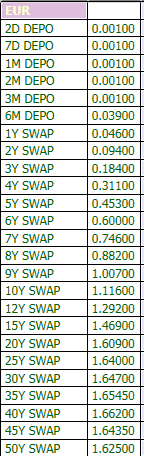 EUR
2D DEPO 0.00100
7D DEPO 0.00100
1M DEPO 0.00100
2M DEPO 0.00100
3M DEPO 0.00100
6M DEPO 0.03900
1Y SWAP 0.04600
2Y SWAP 0.09400
3Y SWAP 0.18400
4Y SWAP 0.31100
5Y SWAP 0.45300
6Y SWAP 0.60000
7Y SWAP 0.74600
8Y SWAP 0.88200
9Y SWAP 1.00700
10Y SWAP 1.11600
12Y SWAP 1.29200
15Y SWAP 1.46900
20Y SWAP 1.60900
25Y SWAP 1.64000
30Y SWAP 1.64700
35Y SWAP 1.65450
40Y SWAP 1.66200
45Y SWAP 1.64350
50Y SWAP 1.62500